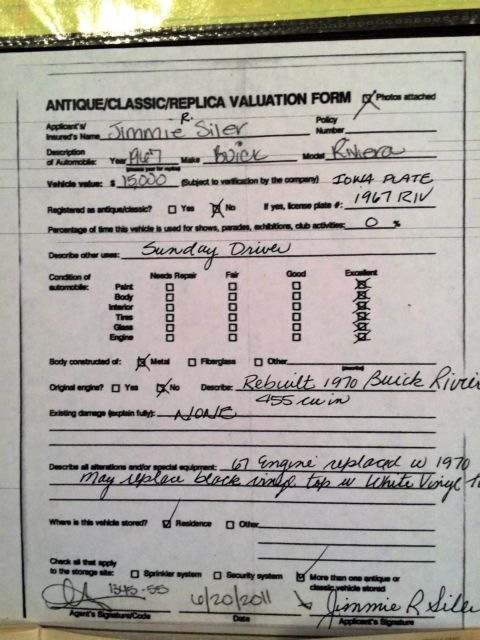 ANTIQUE/CLASSIC/REPLICA VALUATION FORM ☒ Photos attached
Applicant's/ Insured's Name Jimmie R. Siler Policy Number
Description of Automobile: Year 1967 Make Buick Model Riviera
Vehicle value: $ 15,000 (Subject to verification by the company) IOWA PLATE
Registered as antique/classic? ☐ Yes ☒ No If yes, license plate #: 1967 RIV
Percentage of time this vehicle is used for shows, parades, exhibitions, club activities: 0 %
Describe other uses: Sunday Driver
Condition of automobile: Needs Repair Fair Good Excellent
Paint ☐ ☐ ☐ ☒
Body ☐ ☐ ☐ ☒
Interior ☐ ☐ ☐ ☒
Tires ☐ ☐ ☐ ☒
Glass ☐ ☐ ☐ ☒
Engine ☐ ☐ ☐ ☒
Body constructed of: ☒ Metal ☐ Fiberglass ☐ Other
(describe)
Original engine? ☐ Yes ☒ No Describe: Rebuilt 1970 Buick Rivier
455 cu in
Existing damage (explain fully): NONE
Describe all alterations and/or special equipment: 67 Engine replaced w 1970
May replace black vinyl top w White Vinyl
Where is this vehicle stored? ☑ Residence ☐ Other
Check all that apply to the storage site: ☐ Sprinkler system ☐ Security system ☑ More than one antique or classic vehicle stored
1345-55 6/20/2011 Jimmie R Siler
Agent's Signature/Code Date Applicant's Signature